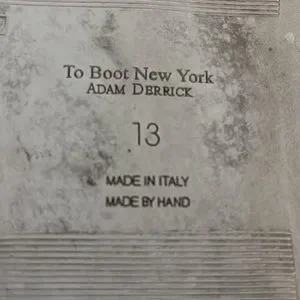 To Boot New York
ADAM DERRICK
13
MADE IN ITALY
MADE BY HAND